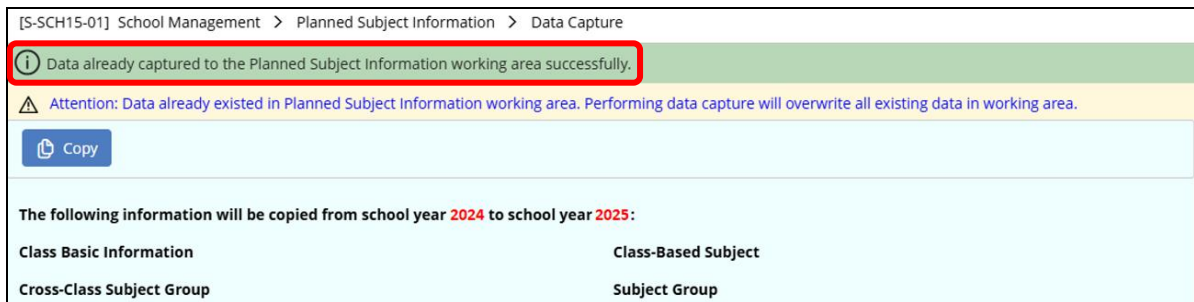 [S-SCH15-01] School Management > Planned Subject Information > Data Capture
Data already captured to the Planned Subject Information working area successfully.
Attention: Data already existed in Planned Subject Information working area. Performing data capture will overwrite all existing data in working area.
Copy
The following information will be copied from school year 2024 to school year 2025:
Class Basic Information Class-Based Subject
Cross-Class Subject Group Subject Group